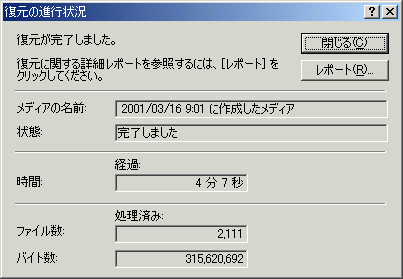 復元の進行状況
復元が完了しました。
閉じる(C)
復元に関する詳細レポートを参照するには、[レポート] を
クリックしてください。
レポート(R)...
メディアの名前: 2001/03/16 9:01 に作成したメディア
状態: 完了しました
経過:
時間: 4 分 7 秒
処理済み:
ファイル数: 2,111
バイト数: 315,620,692